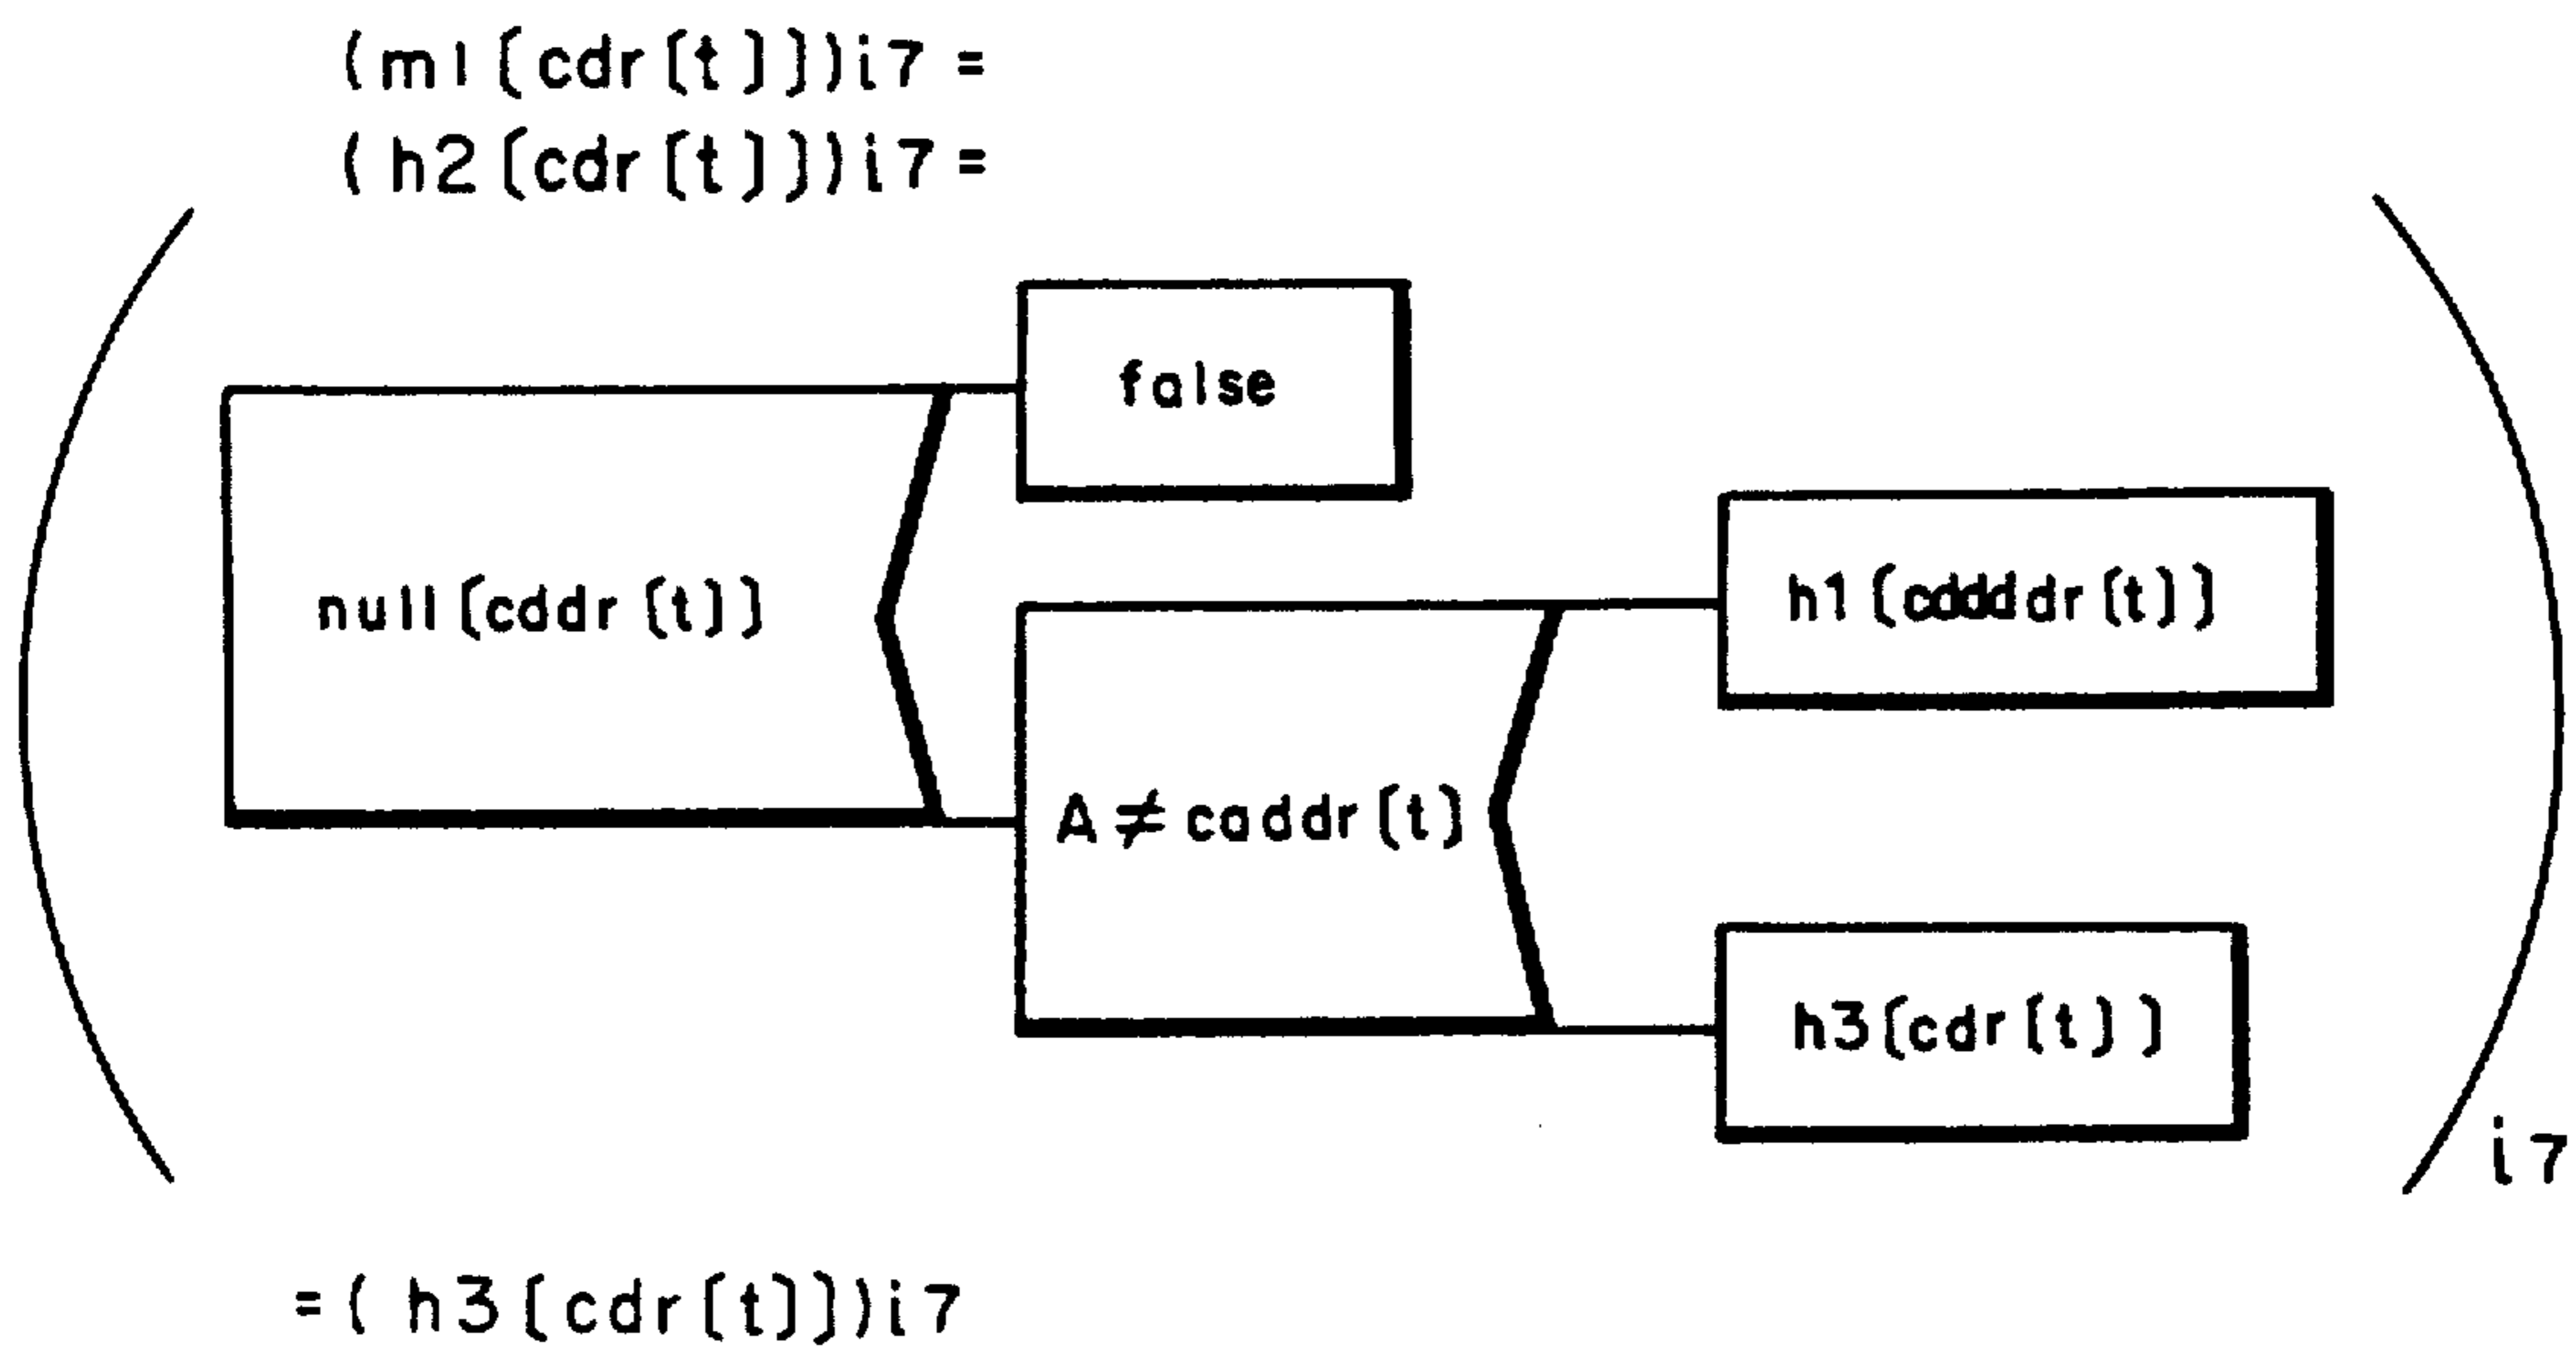 (m1[cdr[t]])i7 =
(h2[cdr[t]])i7 =
false
null[cddr[t]]
h1[cddddr[t]]
A ≠ caddr[t]
h3[cdr[t]]
i7
=(h3[cdr[t]])i7